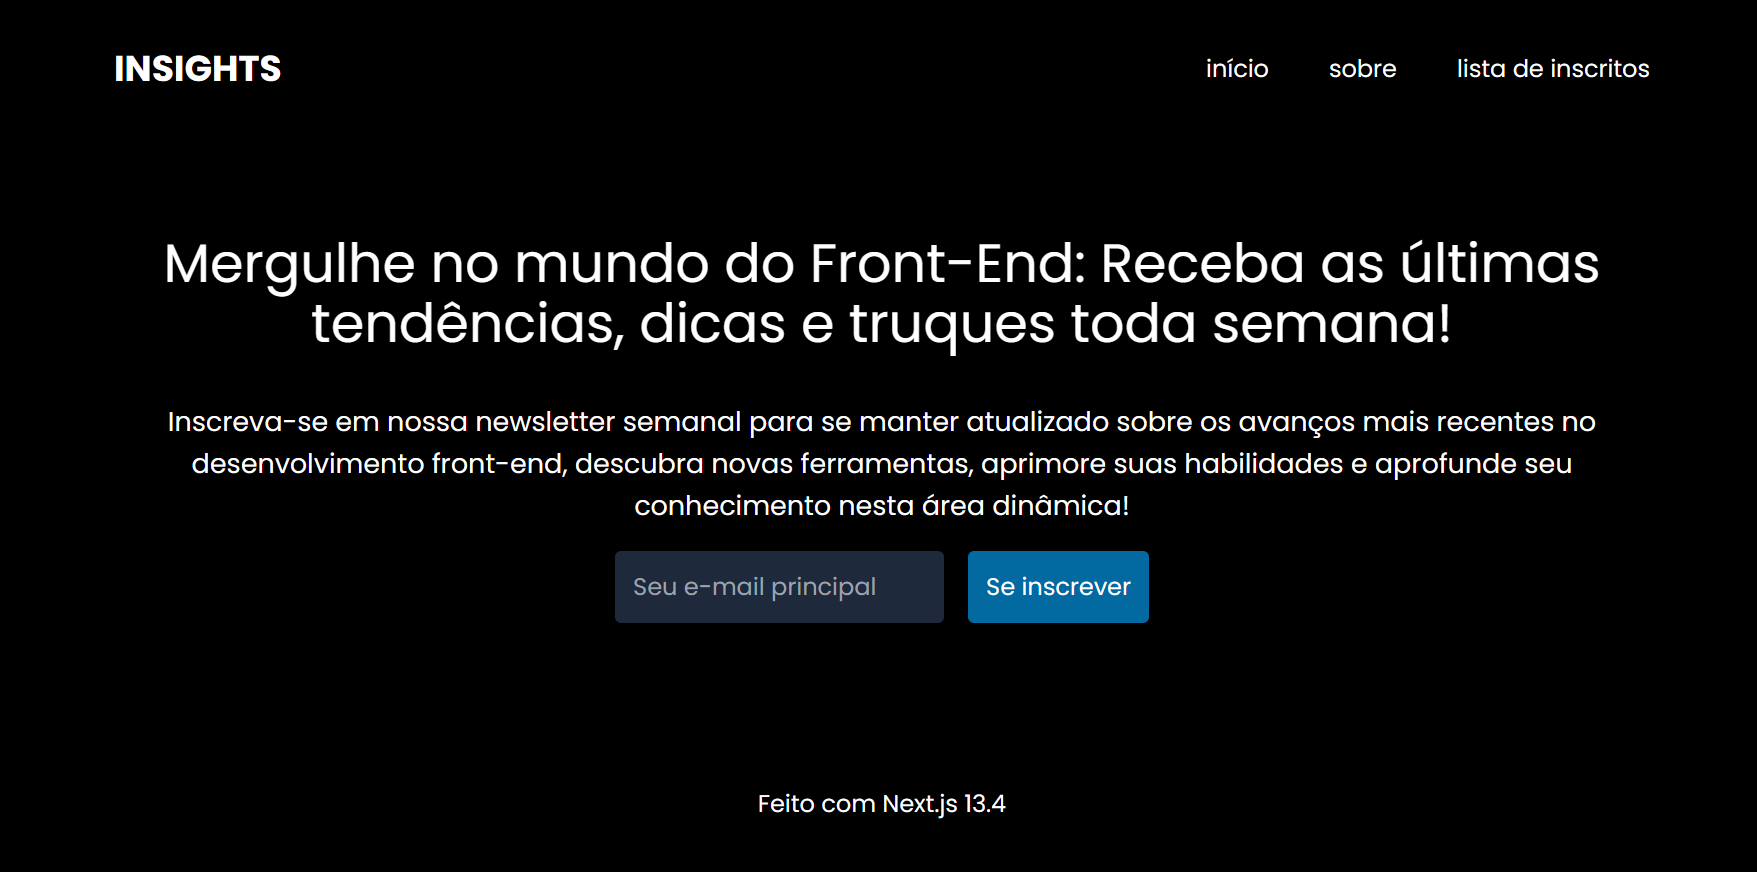 INSIGHTS
início sobre lista de inscritos
Mergulhe no mundo do Front-End: Receba as últimas
tendências, dicas e truques toda semana!
Inscreva-se em nossa newsletter semanal para se manter atualizado sobre os avanços mais recentes no
desenvolvimento front-end, descubra novas ferramentas, aprimore suas habilidades e aprofunde seu
conhecimento nesta área dinâmica!
Seu e-mail principal
Se inscrever
Feito com Next.js 13.4